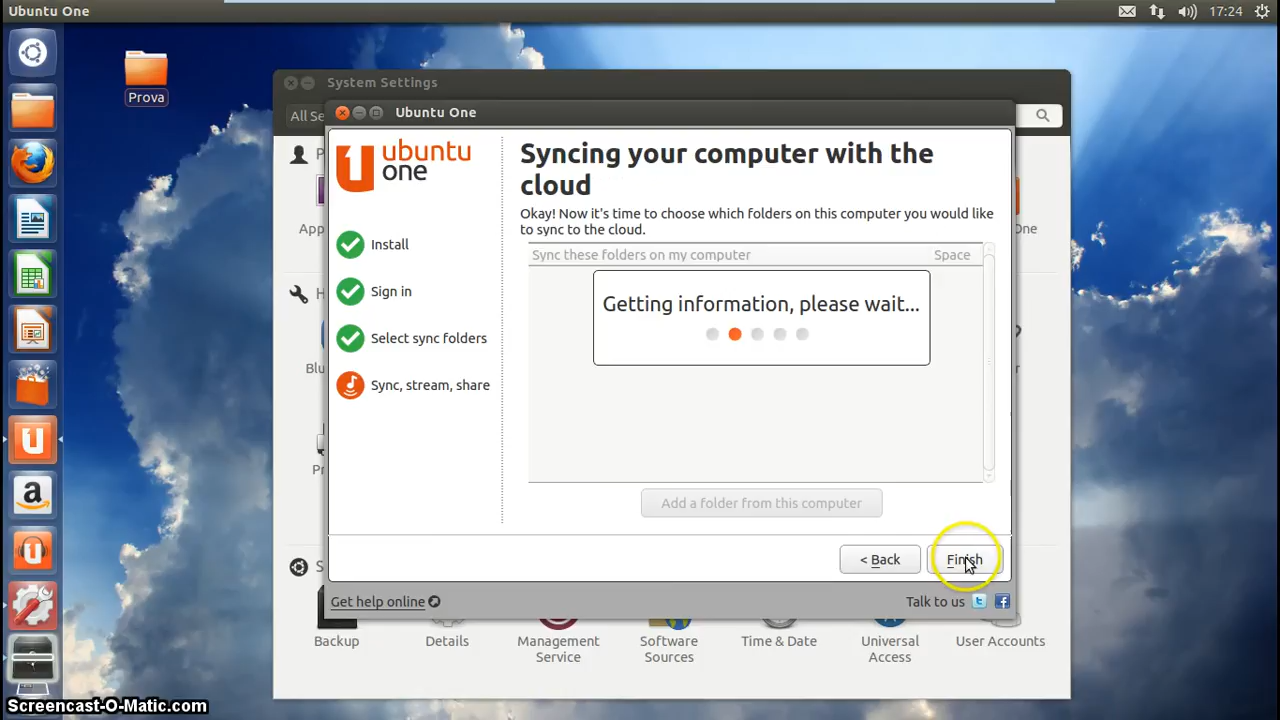 Ubuntu One
17:24
Prova
System Settings
All Se
Ubuntu One
ubuntu
one
Install
Sign in
Select sync folders
Sync, stream, share
Syncing your computer with the
cloud
Okay! Now it's time to choose which folders on this computer you would like
to sync to the cloud.
Sync these folders on my computer
Space
Getting information, please wait...
Add a folder from this computer
< Back
Finish
Get help online
Talk to us
P
App
One
H
Blu
Pr
S
Backup
Details
Management
Service
Software
Sources
Time & Date
Universal
Access
User Accounts
Screencast-O-Matic.com